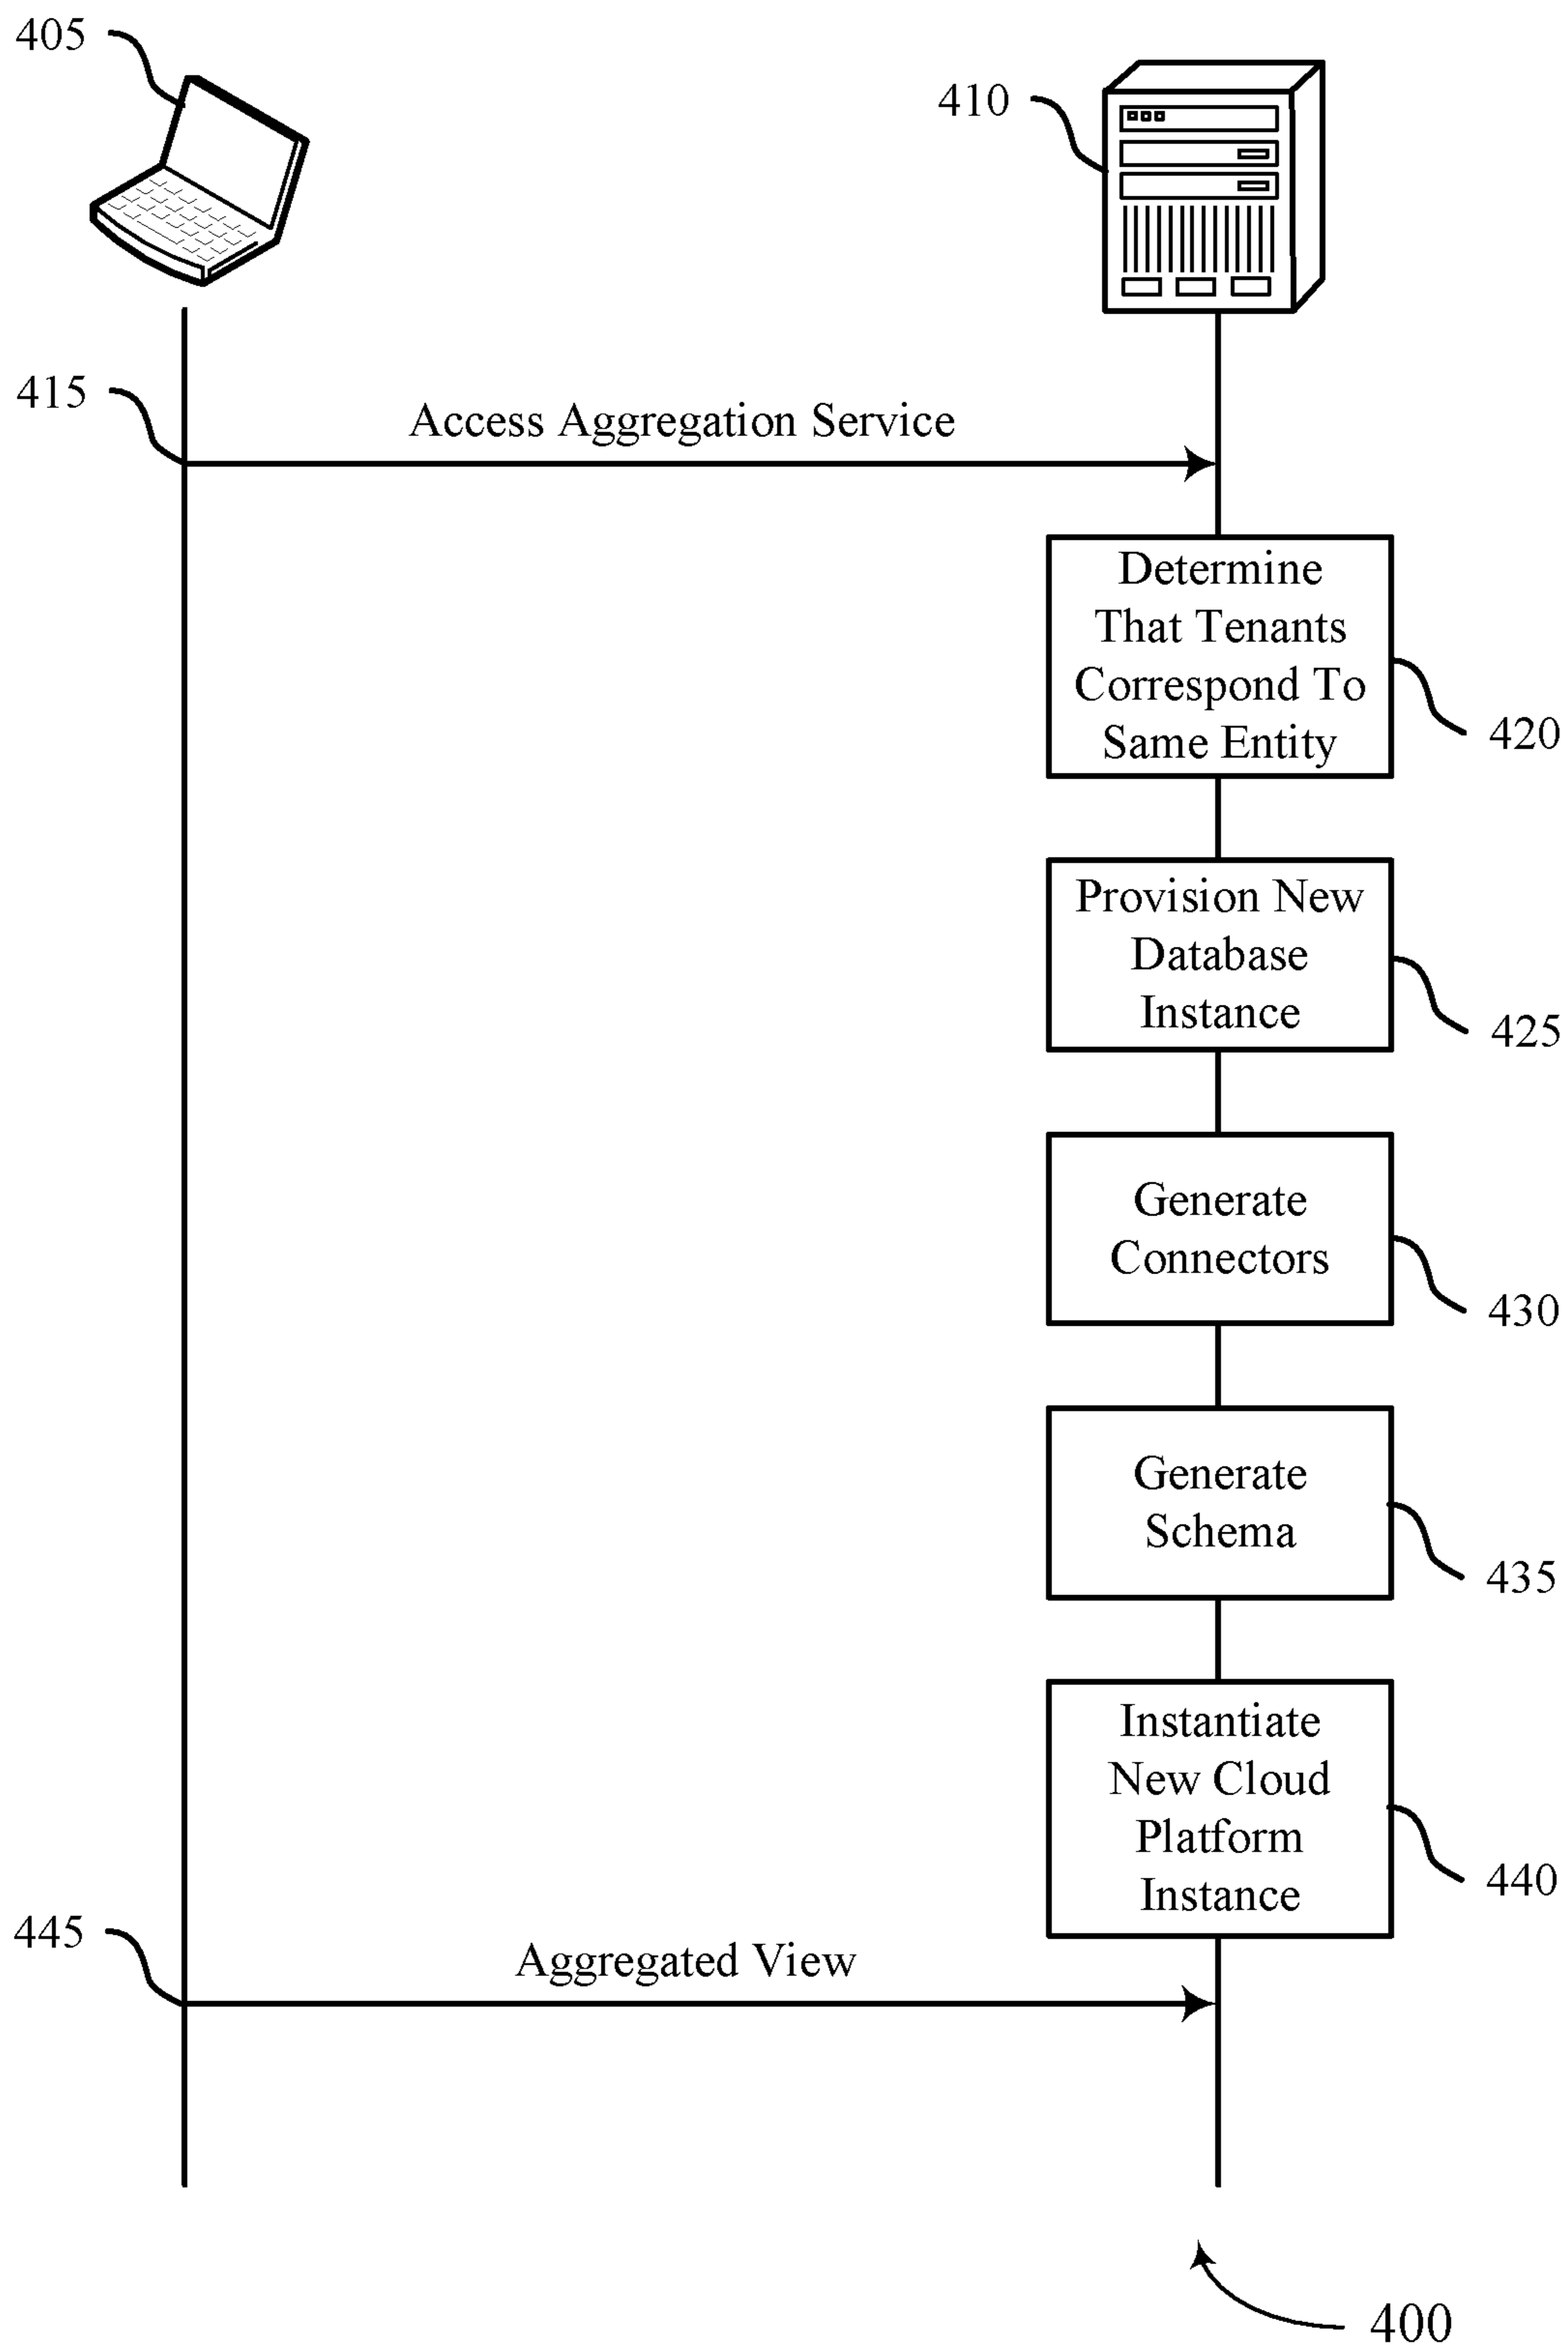 405
410
415
Access Aggregation Service
Determine
That Tenants
Correspond To
Same Entity
420
Provision New
Database
Instance
425
Generate
Connectors
430
Generate
Schema
435
Instantiate
New Cloud
Platform
Instance
440
445
Aggregated View
400